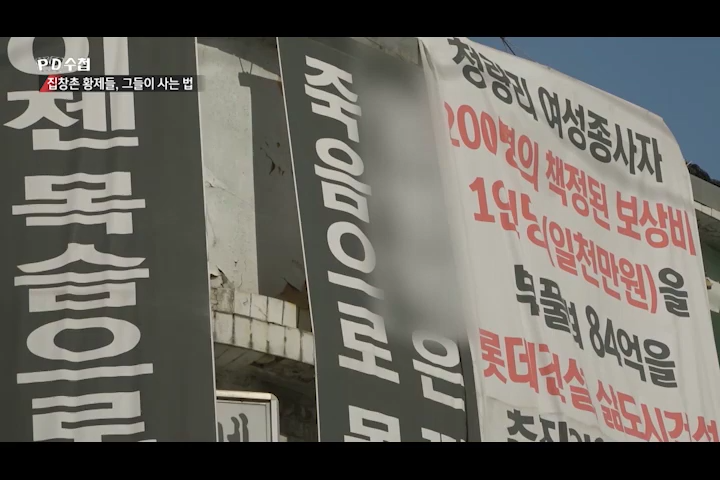 PD수첩
집창촌 황제들, 그들이 사는 법
젠 목숨으로
죽음으로
은
청량리 여성종사자
200명의 책정된 보상비
1인당(일천만원)을
부풀려 84억을
롯데건설 삶도시건설